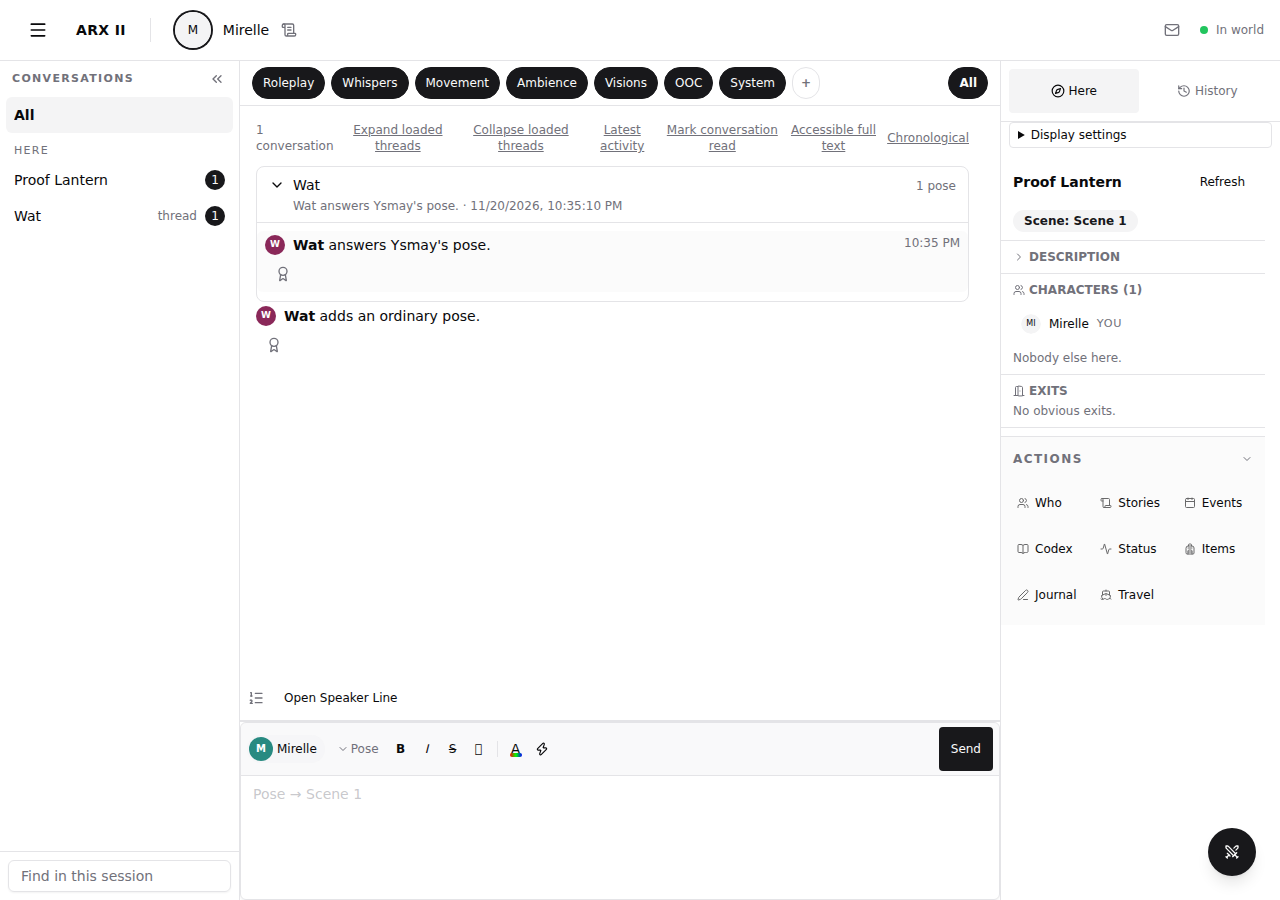 ARX II
M
Mirelle
In world
CONVERSATIONS
All
HERE
Proof Lantern 1
Wat thread 1
Find in this session
Roleplay Whispers Movement Ambience Visions OOC System + All
1 conversation
Expand loaded threads
Collapse loaded threads
Latest activity
Mark conversation read
Accessible full text
Chronological
Wat 1 pose
Wat answers Ysmay's pose. · 11/20/2026, 10:35:10 PM
W Wat answers Ysmay's pose. 10:35 PM
W Wat adds an ordinary pose.
Open Speaker Line
M Mirelle Pose B I S A Send
Pose → Scene 1
Here History
Display settings
Proof Lantern Refresh
Scene: Scene 1
DESCRIPTION
CHARACTERS (1)
MI Mirelle YOU
Nobody else here.
EXITS
No obvious exits.
ACTIONS
Who Stories Events
Codex Status Items
Journal Travel